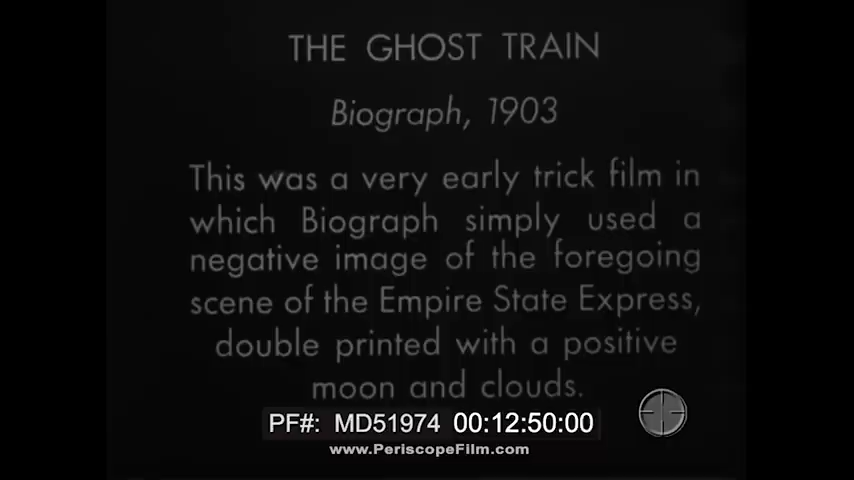 THE GHOST TRAIN
Biograph, 1903
This was a very early trick film in
which Biograph simply used a
negative image of the foregoing
scene of the Empire State Express,
double printed with a positive
moon and clouds.
PF#: MD51974 00:12:50:00
www.PeriscopeFilm.com